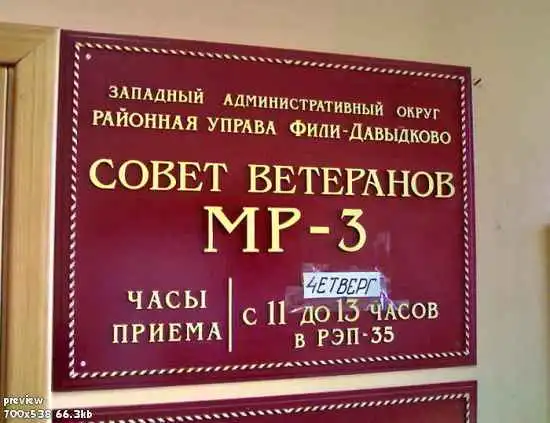 ЗАПАДНЫЙ АДМИНИСТРАТИВНЫЙ ОКРУГ
РАЙОННАЯ УПРАВА ФИЛИ-ДАВЫДКОВО
СОВЕТ ВЕТЕРАНОВ
МР-3
ЧЕТВЕРГ
ЧАСЫ ПРИЕМА
с 11 до 13 ЧАСОВ
в РЭП-35
preview
700x538 66.3kb